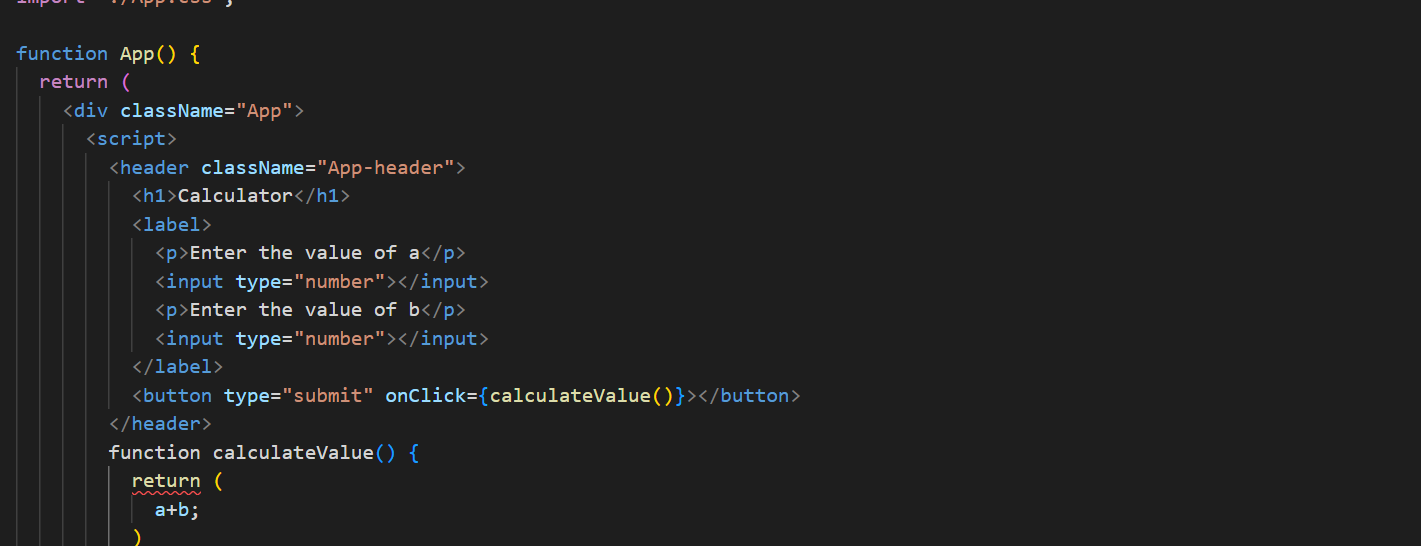 import './App.css';
function App() {
return (
<div className="App">
<script>
<header className="App-header">
<h1>Calculator</h1>
<label>
<p>Enter the value of a</p>
<input type="number"></input>
<p>Enter the value of b</p>
<input type="number"></input>
</label>
<button type="submit" onClick={calculateValue()}></button>
</header>
function calculateValue() {
return (
a+b;
)